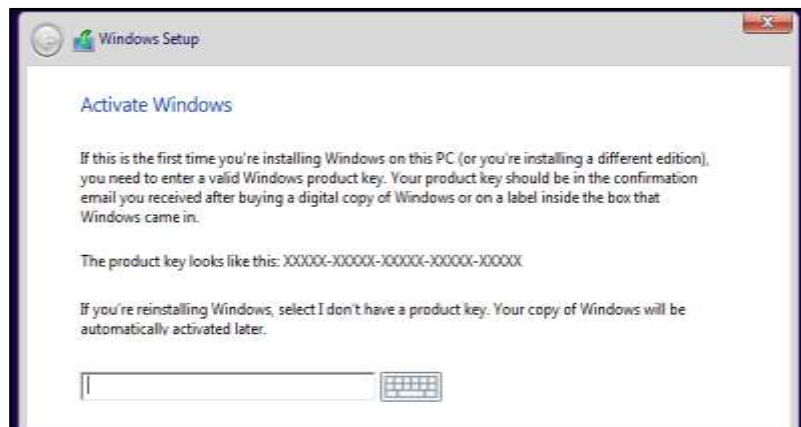 Windows Setup
Activate Windows
If this is the first time you're installing Windows on this PC (or you're installing a different edition),
you need to enter a valid Windows product key. Your product key should be in the confirmation
email you received after buying a digital copy of Windows or on a label inside the box that
Windows came in.
The product key looks like this: XXXXX-XXXXX-XXXXX-XXXXX-XXXXX
If you're reinstalling Windows, select I don't have a product key. Your copy of Windows will be
automatically activated later.